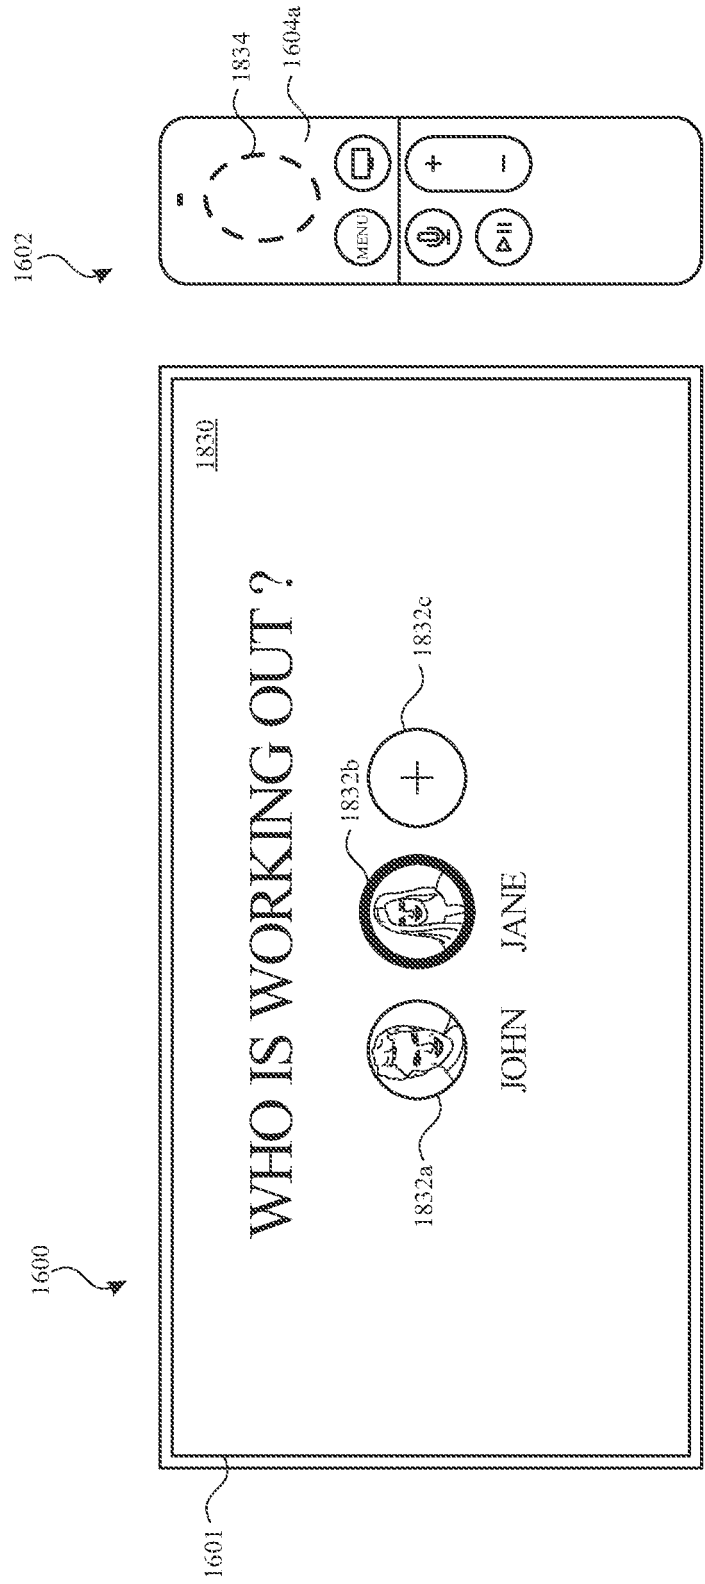 1600
1602
1834
1604a
1601
1830
WHO IS WORKING OUT ?
1832a
1832b
1832c
JOHN
JANE
MENU
+
−